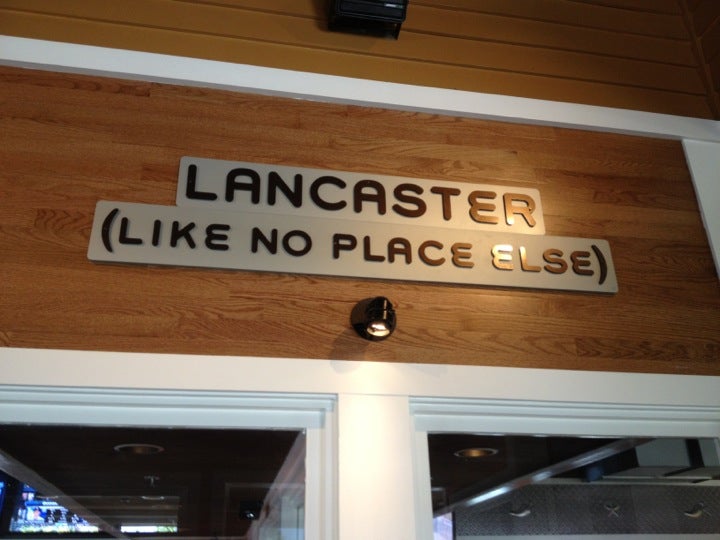 LANCASTER
(LIKE NO PLACE ELSE)